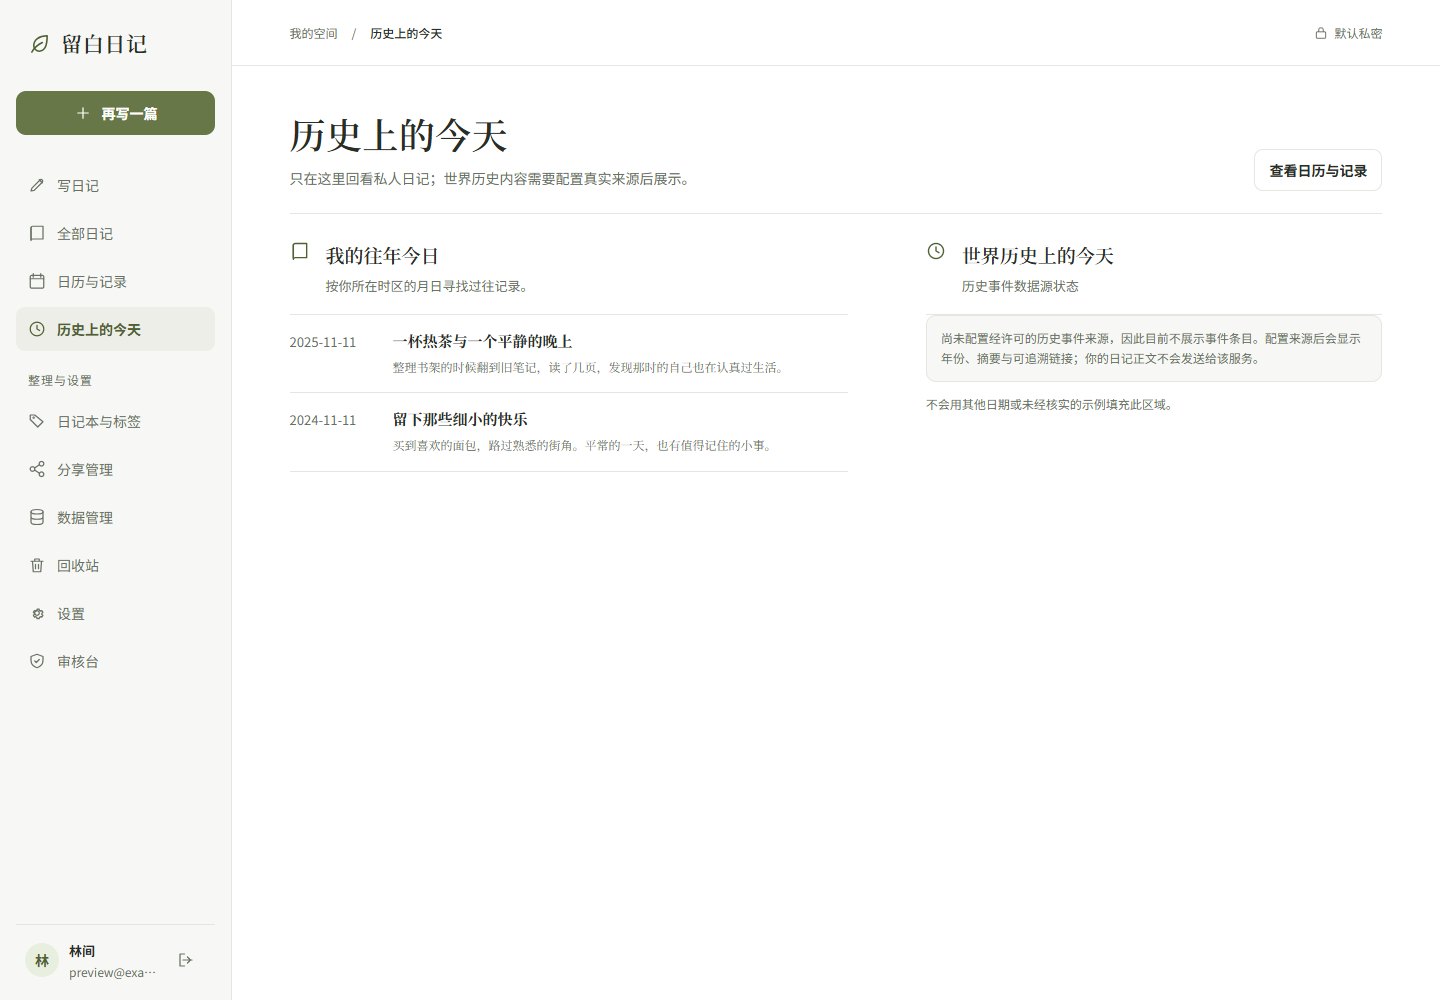 留白日记
再写一篇
写日记
全部日记
日历与记录
历史上的今天
整理与设置
日记本与标签
分享管理
数据管理
回收站
设置
审核台
林
林间
preview@exa…
我的空间 / 历史上的今天
默认私密
历史上的今天
只在这里回看私人日记；世界历史内容需要配置真实来源后展示。
查看日历与记录
我的往年今日
按你所在时区的月日寻找过往记录。
2025-11-11 一杯热茶与一个平静的晚上
整理书架的时候翻到旧笔记，读了几页，发现那时的自己也在认真过生活。
2024-11-11 留下那些细小的快乐
买到喜欢的面包，路过熟悉的街角。平常的一天，也有值得记住的小事。
世界历史上的今天
历史事件数据源状态
尚未配置经许可的历史事件来源，因此目前不展示事件条目。配置来源后会显示
年份、摘要与可追溯链接；你的日记正文不会发送给该服务。
不会用其他日期或未经核实的示例填充此区域。